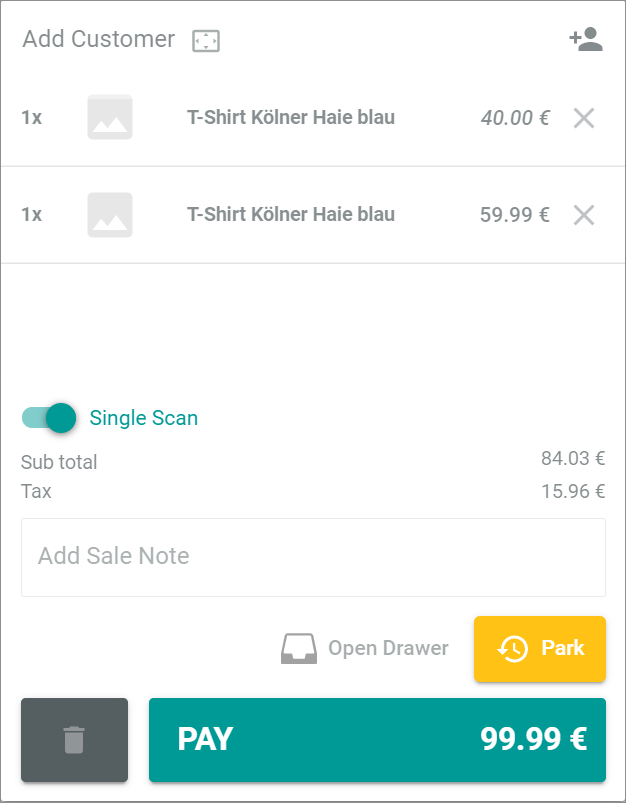 Add Customer
1x T-Shirt Kölner Haie blau 40.00 €
1x T-Shirt Kölner Haie blau 59.99 €
Single Scan
Sub total 84.03 €
Tax 15.96 €
Add Sale Note
Open Drawer Park
PAY 99.99 €